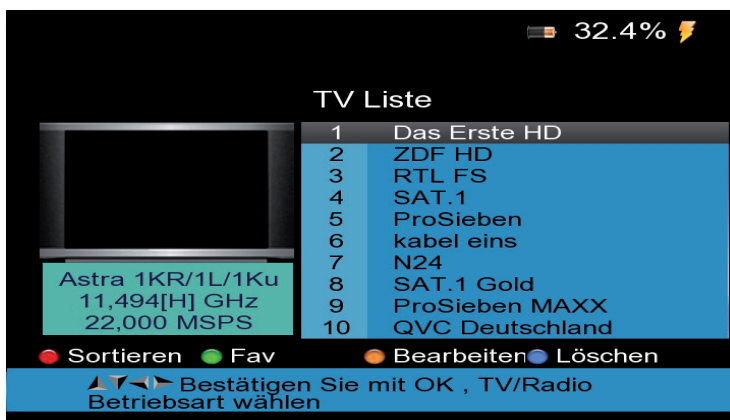 32.4%
TV Liste
1 Das Erste HD
2 ZDF HD
3 RTL FS
4 SAT.1
5 ProSieben
6 kabel eins
7 N24
8 SAT.1 Gold
9 ProSieben MAXX
10 QVC Deutschland
Astra 1KR/1L/1Ku
11,494[H] GHz
22,000 MSPS
Sortieren Fav Bearbeiten Löschen
Bestätigen Sie mit OK , TV/Radio
Betriebsart wählen